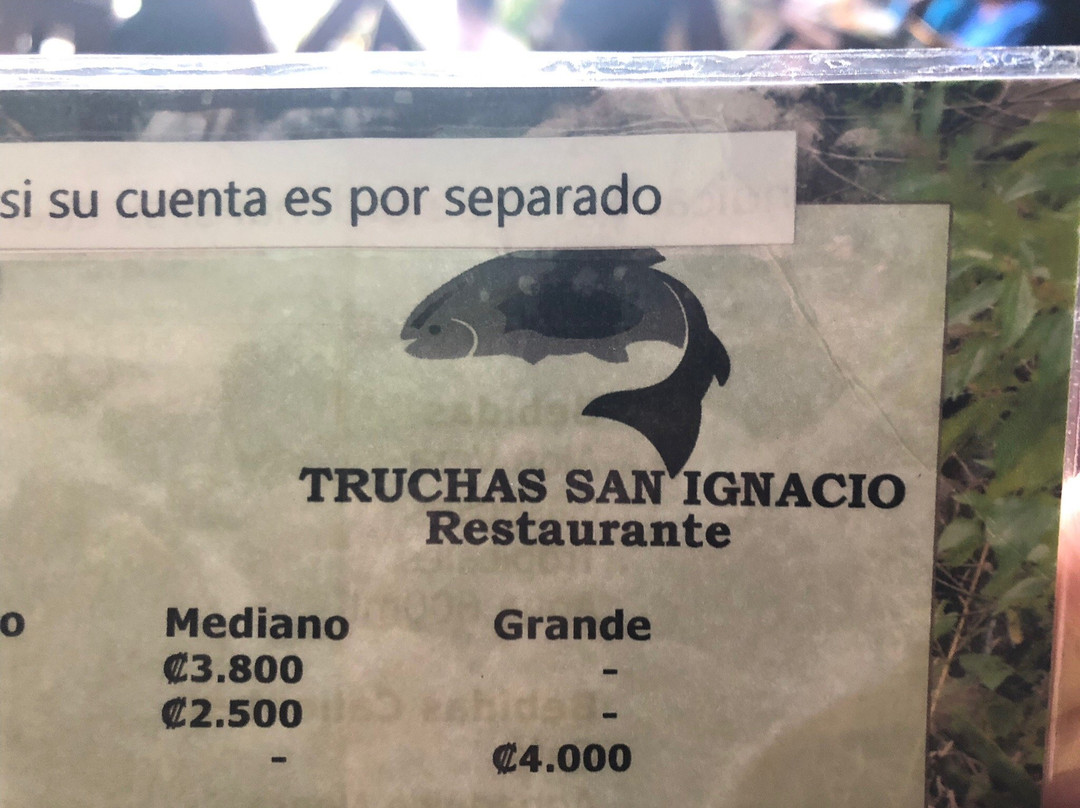 si su cuenta es por separado
TRUCHAS SAN IGNACIO
Restaurante
o Mediano Grande
₡3.800 -
₡2.500 -
- ₡4.000